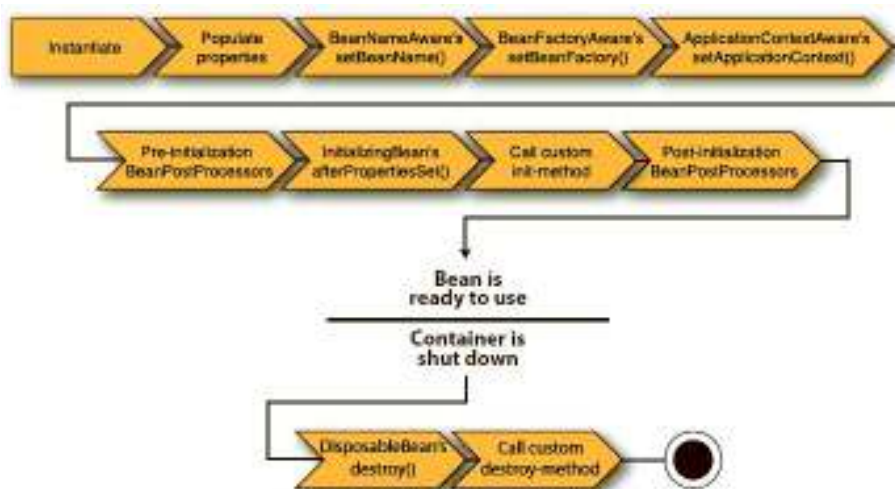 Instantiate
Populate
properties
BeanNameAware's
setBeanName()
BeanFactoryAware's
setBeanFactory()
ApplicationContextAware's
setApplicationContext()
Pre-initialization
BeanPostProcessors
InitializingBean's
afterPropertiesSet()
Call custom
init-method
Post-initialization
BeanPostProcessors
Bean is
ready to use
Container is
shut down
DisposableBean's
destroy()
Call custom
destroy-method